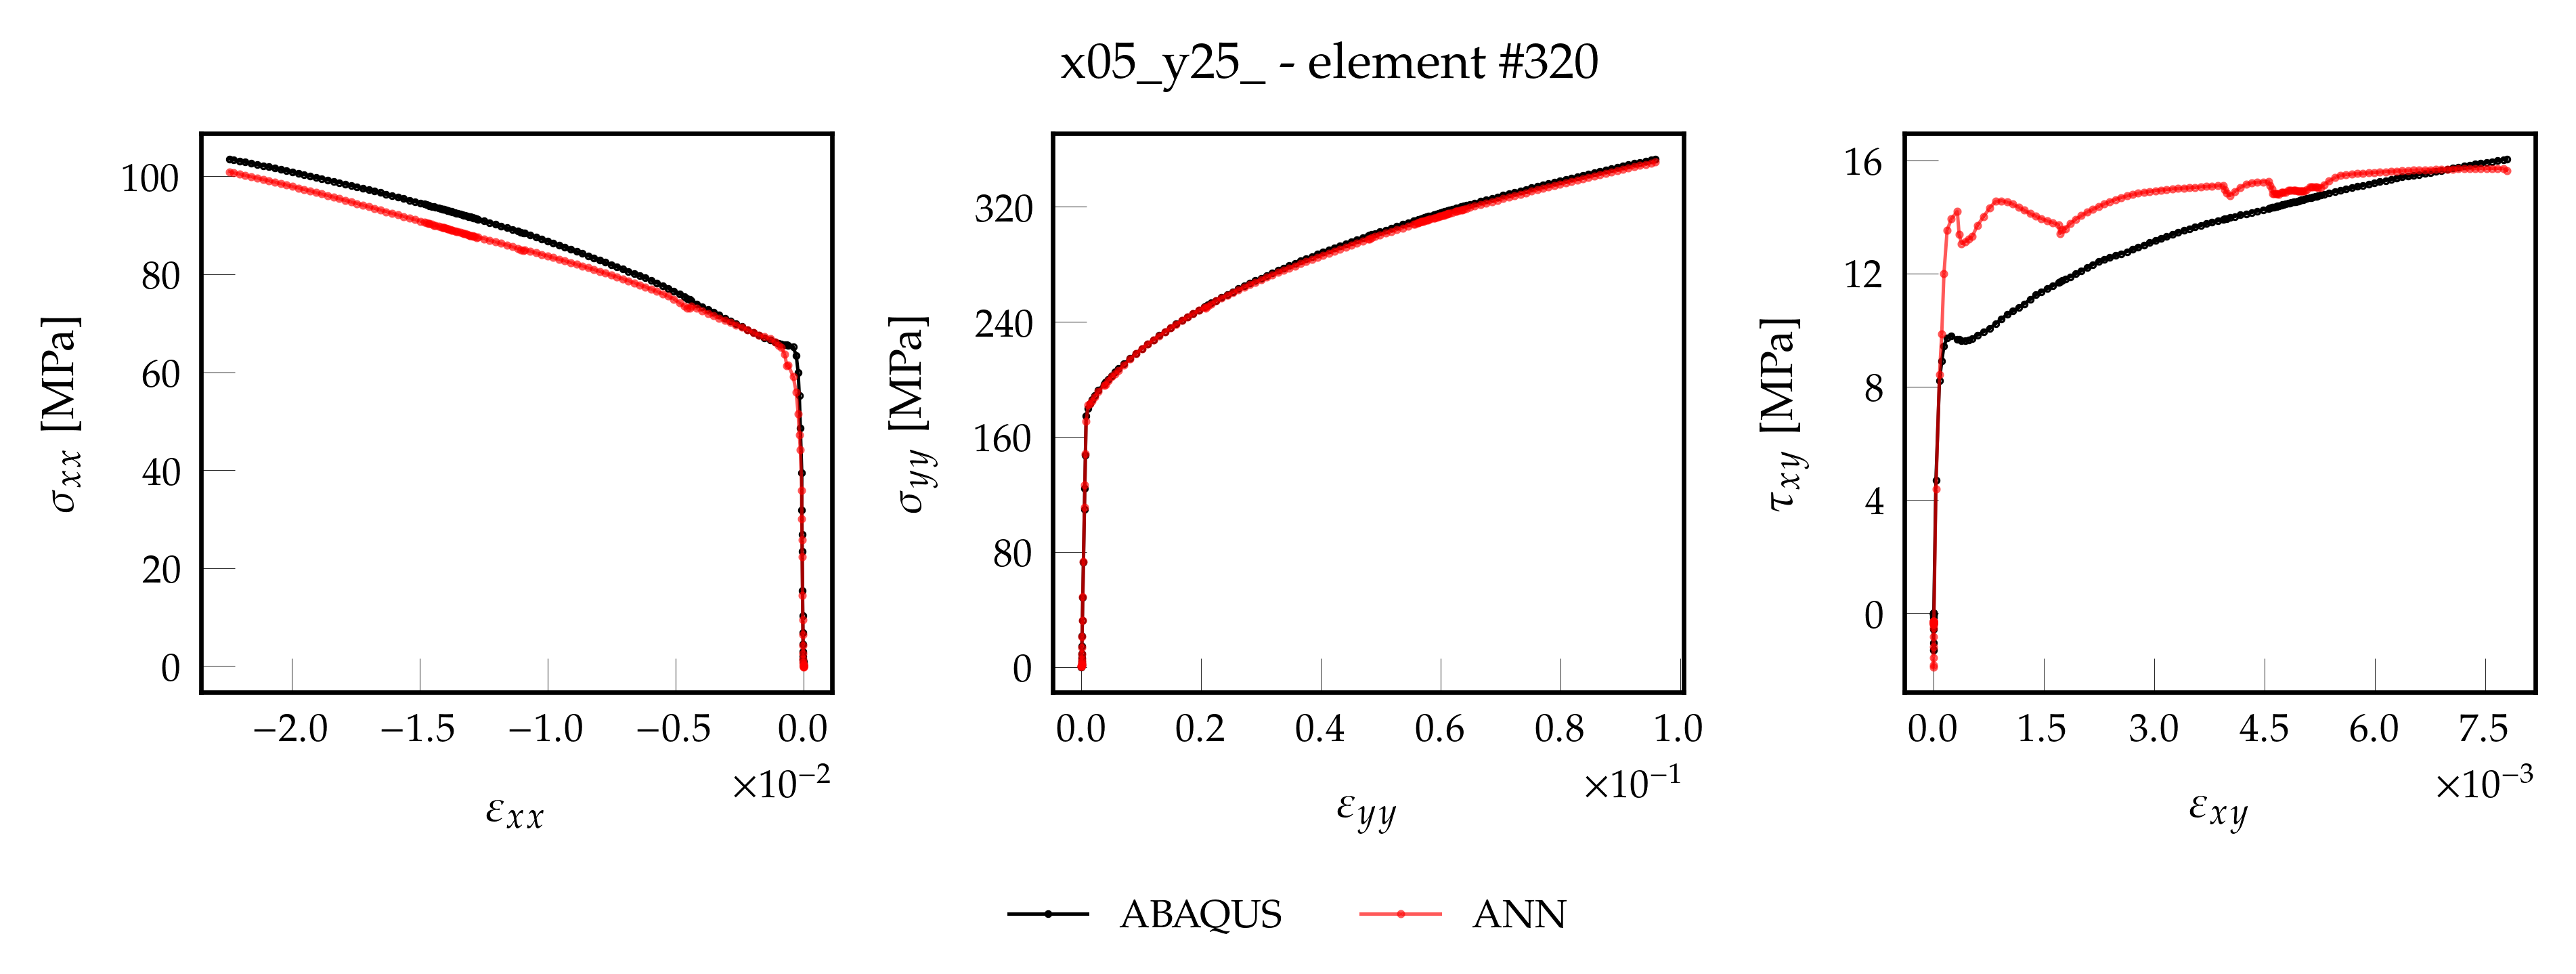 x05_y25_ - element #320
100
80
60
40
20
0
σxx [MPa]
−2.0 −1.5 −1.0 −0.5 0.0
×10−2
εxx
320
240
160
80
0
σyy [MPa]
0.0 0.2 0.4 0.6 0.8 1.0
×10−1
εyy
16
12
8
4
0
τxy [MPa]
0.0 1.5 3.0 4.5 6.0 7.5
×10−3
εxy
ABAQUS ANN